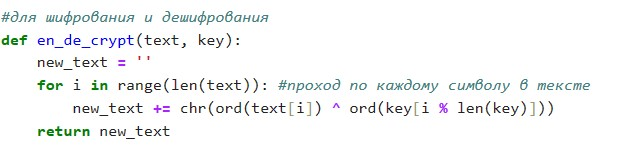 #для шифрования и дешифрования
def en_de_crypt(text, key):
    new_text = ''
    for i in range(len(text)): #проход по каждому символу в тексте
        new_text += chr(ord(text[i]) ^ ord(key[i % len(key)]))
    return new_text